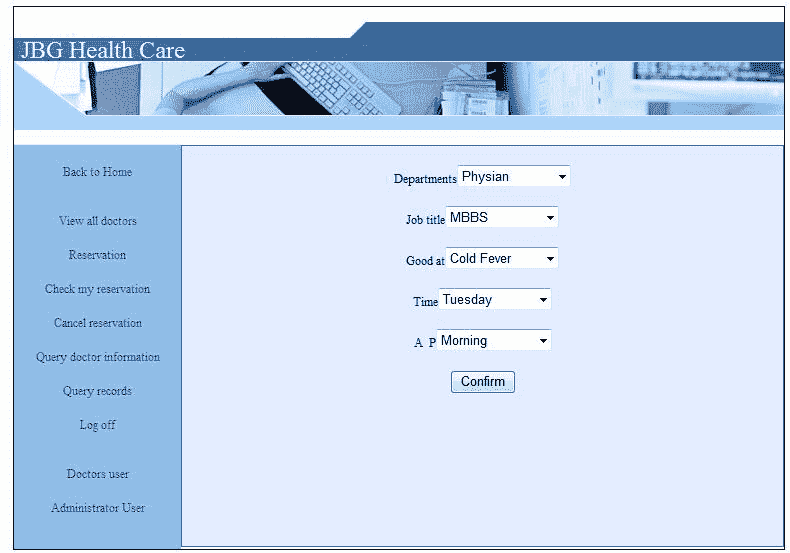 JBG Health Care
Back to Home
View all doctors
Reservation
Check my reservation
Cancel reservation
Query doctor information
Query records
Log off
Doctors user
Administrator User
Departments Physian
Job title MBBS
Good at Cold Fever
Time Tuesday
A P Morning
Confirm